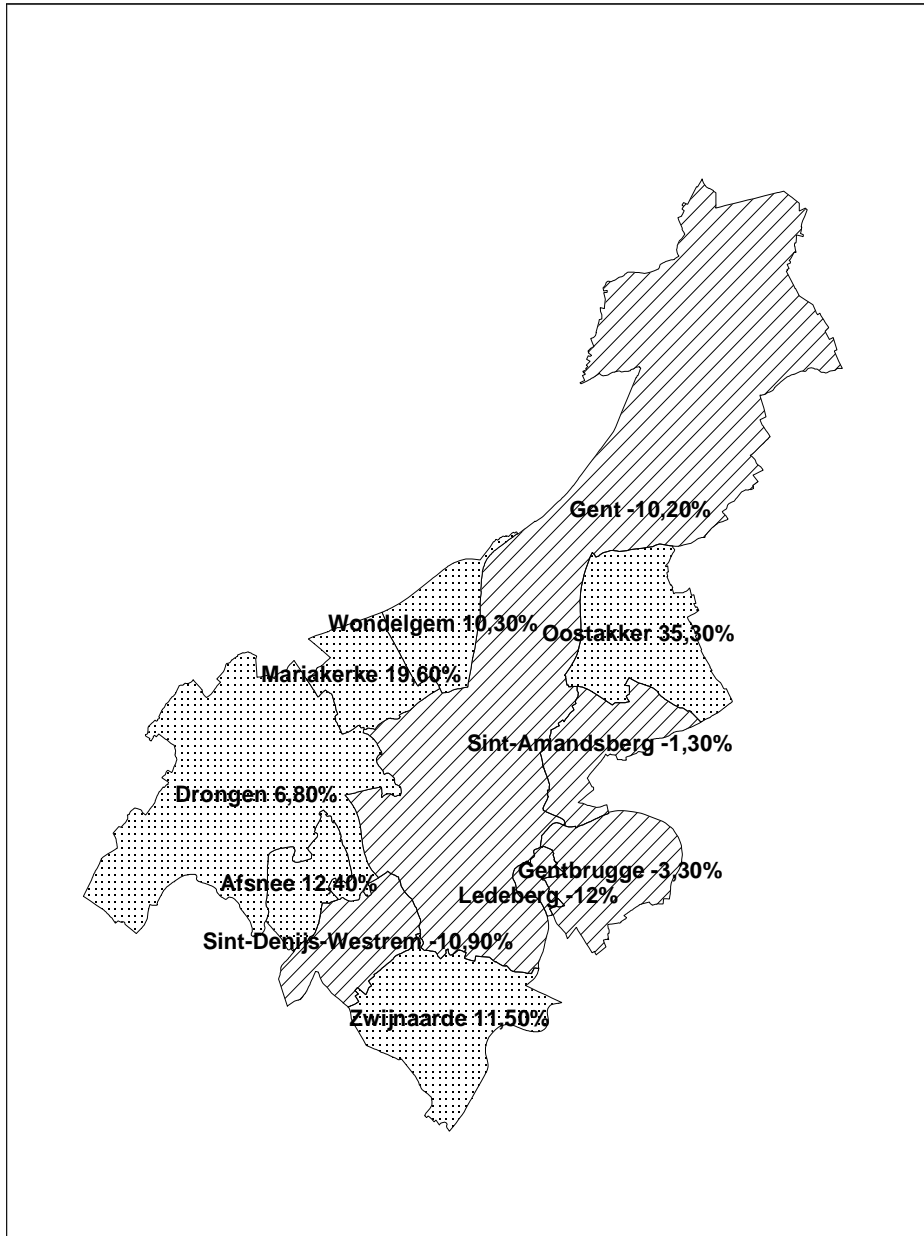 Gent -10,20%
Wondelgem 10,30%
Oostakker 35,30%
Mariakerke 19,60%
Sint-Amandsberg -1,30%
Drongen 6,80%
Gentbrugge -3,30%
Afsnee 12,40%
Ledeberg -12%
Sint-Denijs-Westrem -10,90%
Zwijnaarde 11,50%